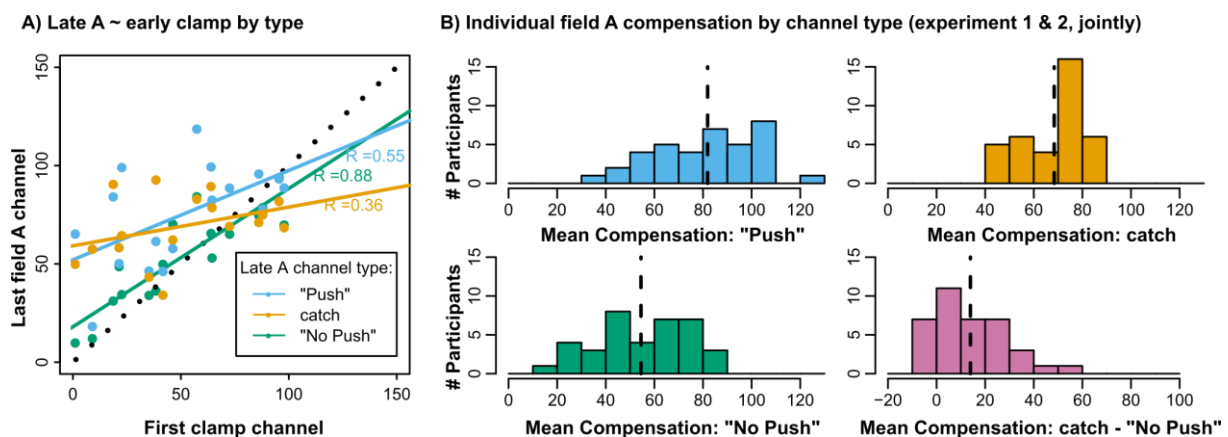 A) Late A ~ early clamp by type
Last field A channel
0 50 100 150
R =0.55
R =0.88
R =0.36
Late A channel type:
"Push"
catch
"No Push"
0 50 100 150
First clamp channel
B) Individual field A compensation by channel type (experiment 1 & 2, jointly)
# Participants
0 5 10 15
0 20 40 60 80 100 120
Mean Compensation: "Push"
0 5 10 15
0 20 40 60 80 100 120
Mean Compensation: catch
# Participants
0 5 10 15
0 20 40 60 80 100 120
Mean Compensation: "No Push"
0 5 10 15
−20 0 20 40 60 80 100
Mean Compensation: catch - "No Push"